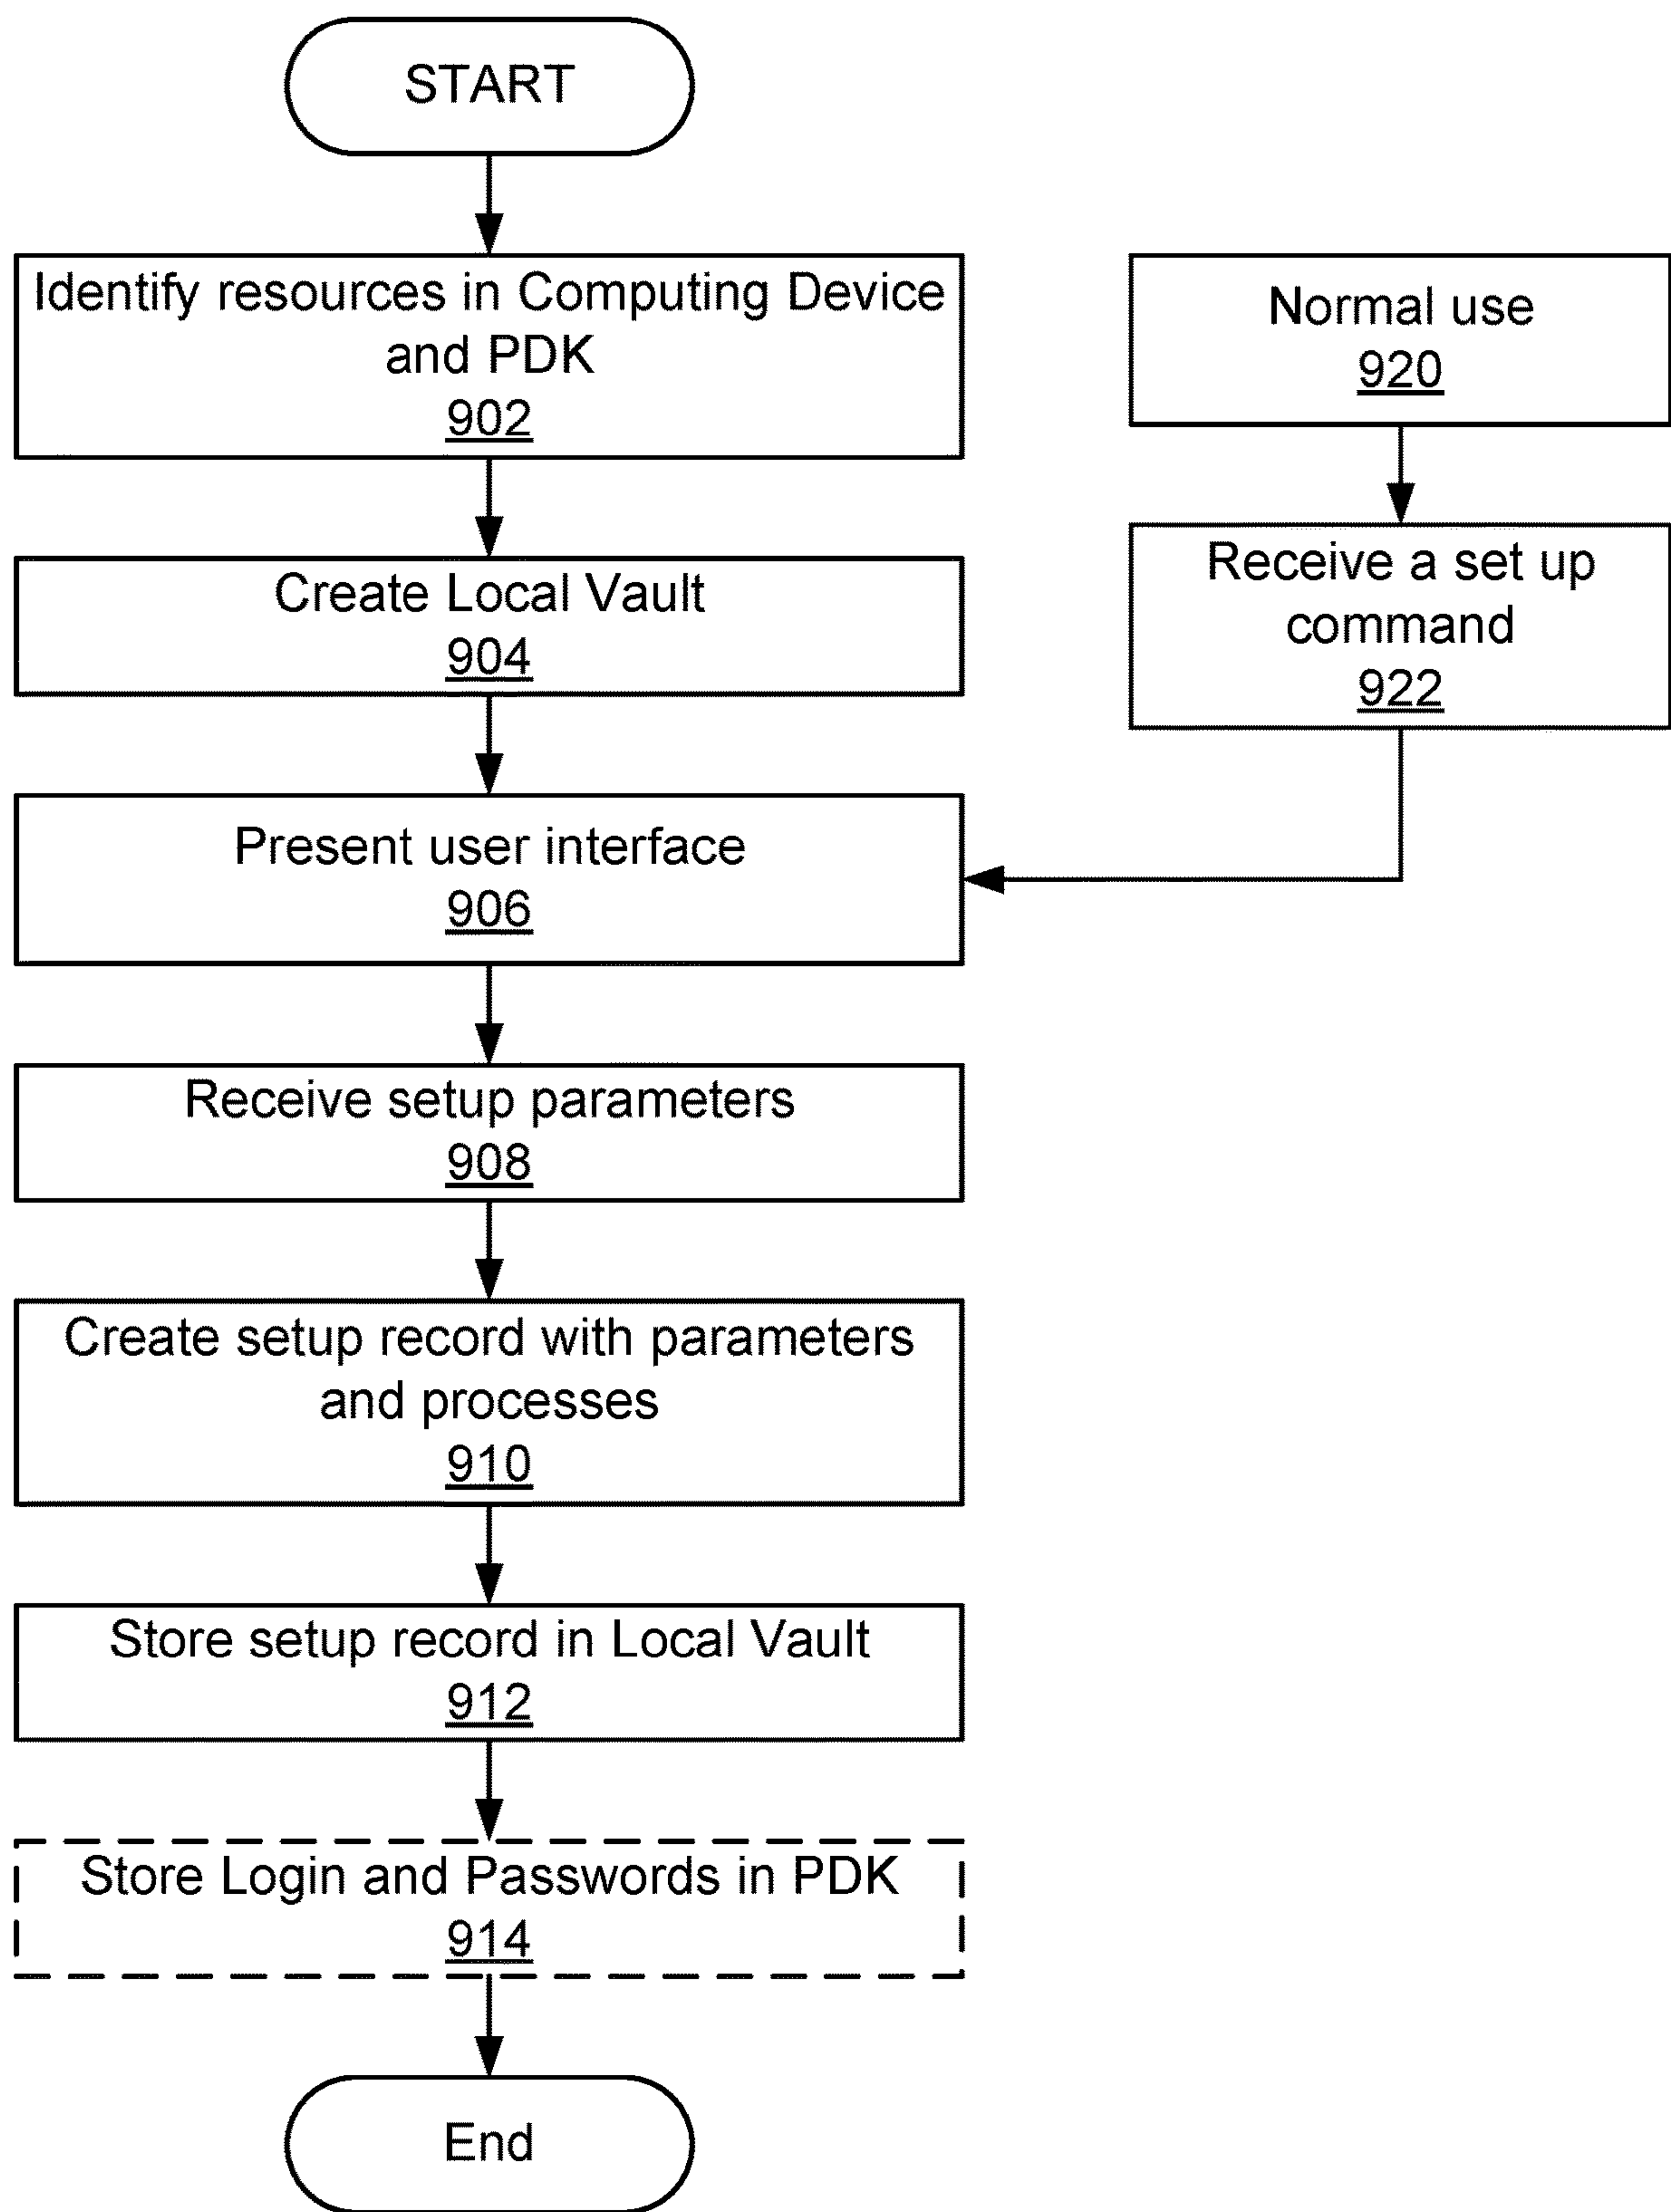 START
Identify resources in Computing Device
and PDK
902
Create Local Vault
904
Present user interface
906
Receive setup parameters
908
Create setup record with parameters
and processes
910
Store setup record in Local Vault
912
Store Login and Passwords in PDK
914
End
Normal use
920
Receive a set up
command
922